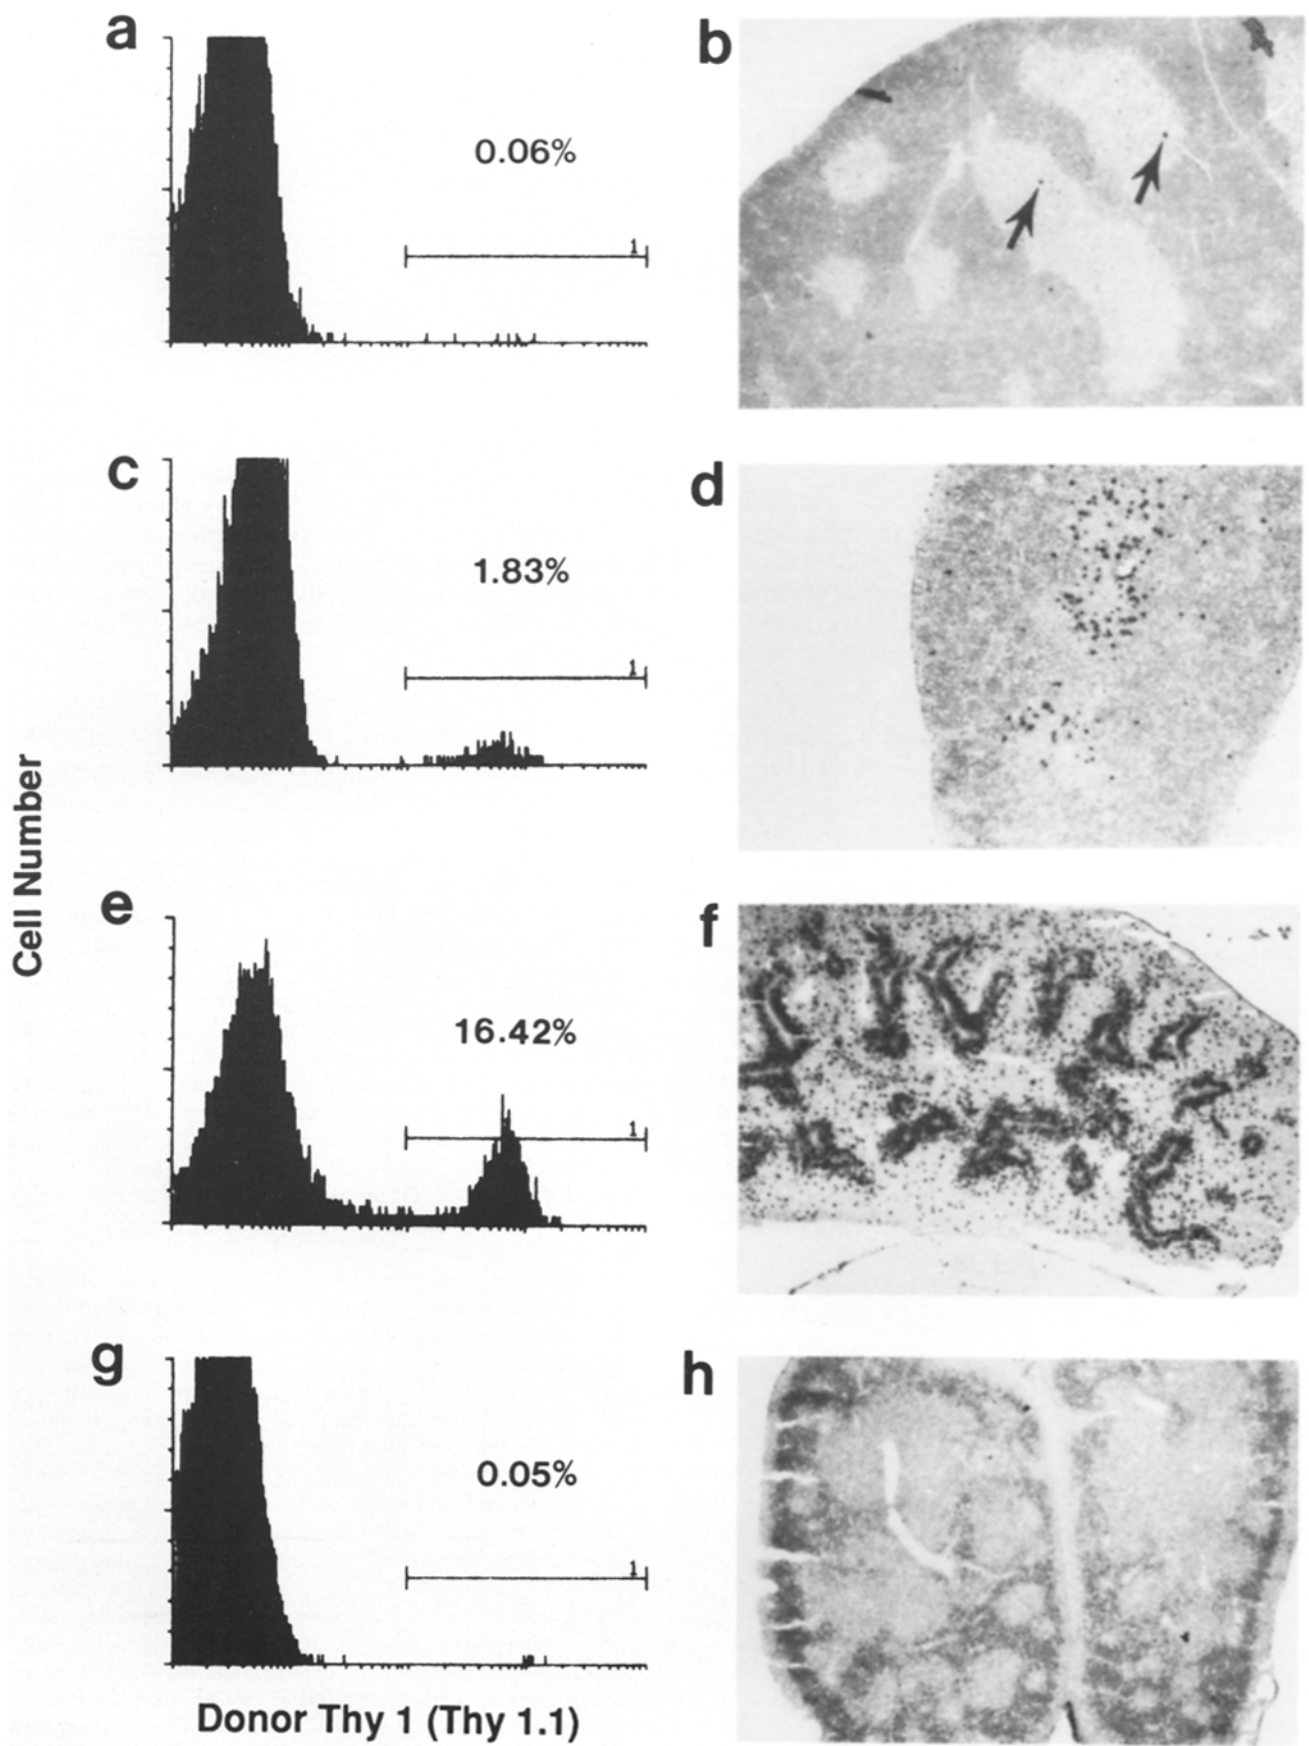 a
b
0.06%
1
c
d
1.83%
1
Cell Number
e
f
16.42%
1
g
h
0.05%
1
Donor Thy 1 (Thy 1.1)